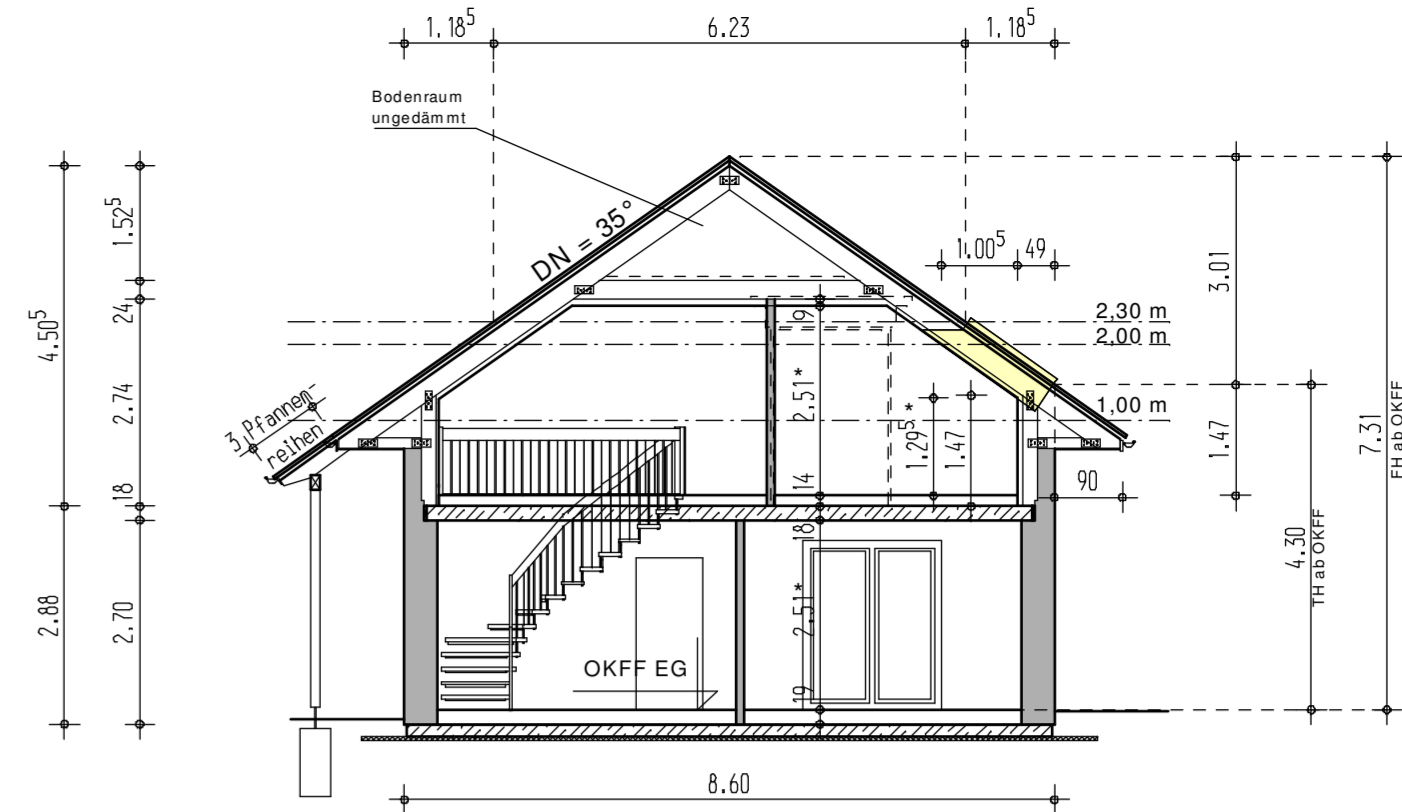 1.18⁵
6.23
1.18⁵
Bodenraum
ungedämmt
DN = 35°
1.00⁵
49
3.01
1.52⁵
24
4.50⁵
9
2,30 m
2,00 m
2.74
2.51*
1.29⁵*
1.47
1,00 m
1.47
7.31
FH ab OKFF
3 Pfannen-
reihen
18
14
90
18
4.30
TH ab OKFF
2.88
2.70
2.51*
OKFF EG
19
8.60